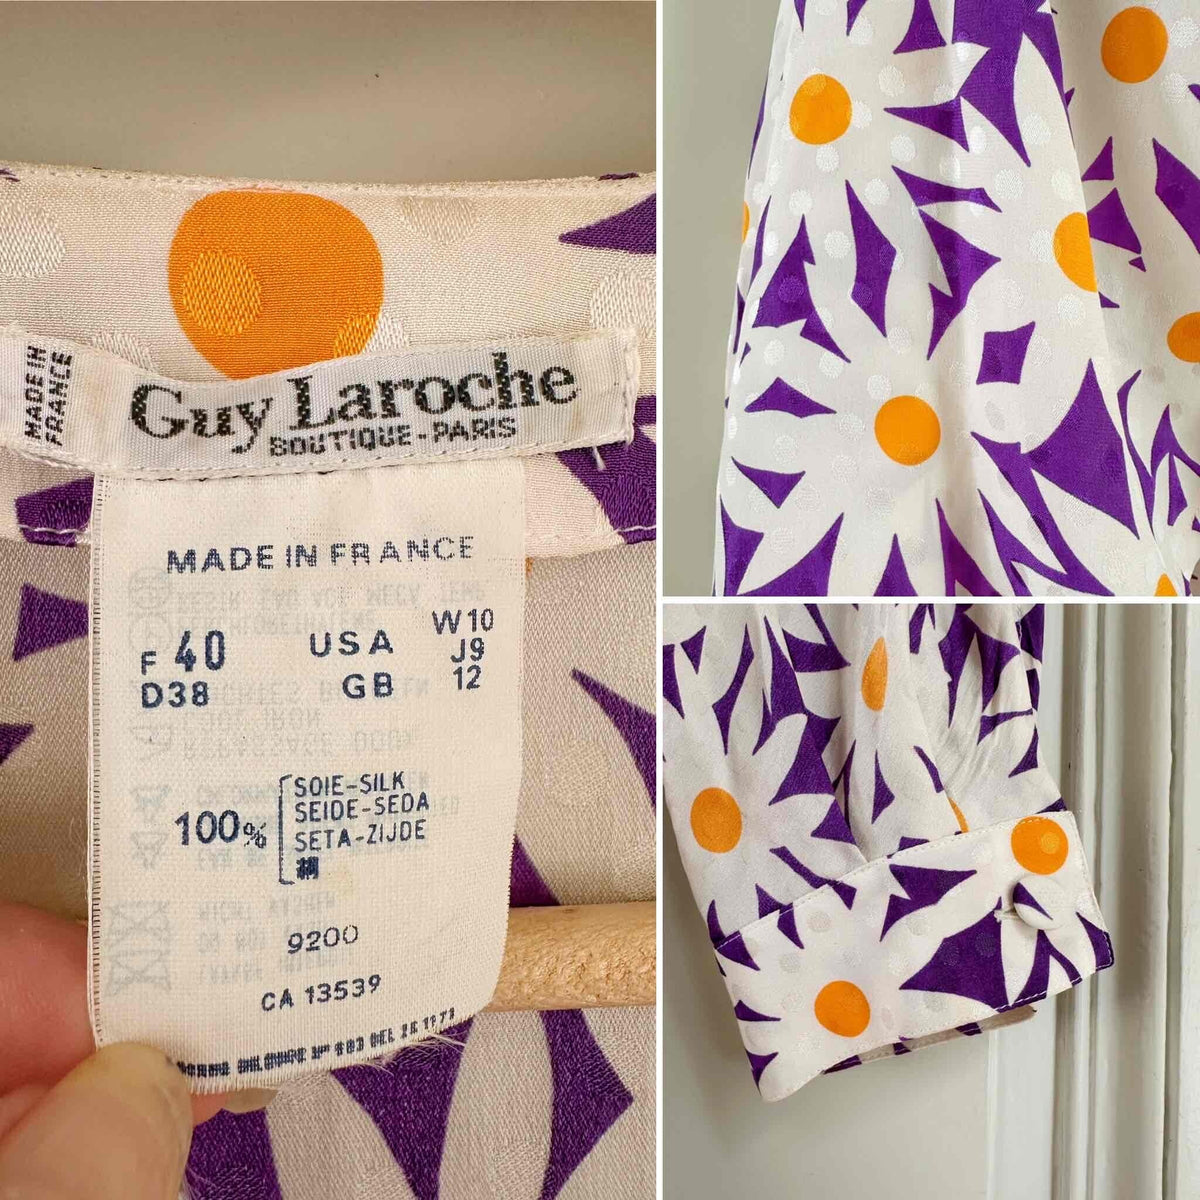 MADE IN
FRANCE
Guy Laroche
BOUTIQUE-PARIS
MADE IN FRANCE
F 40 USA W10
J9
D38 GB 12
100%
SOIE-SILK
SEIDE-SEDA
SETA-ZIJDE
絹
9200
CA 13539